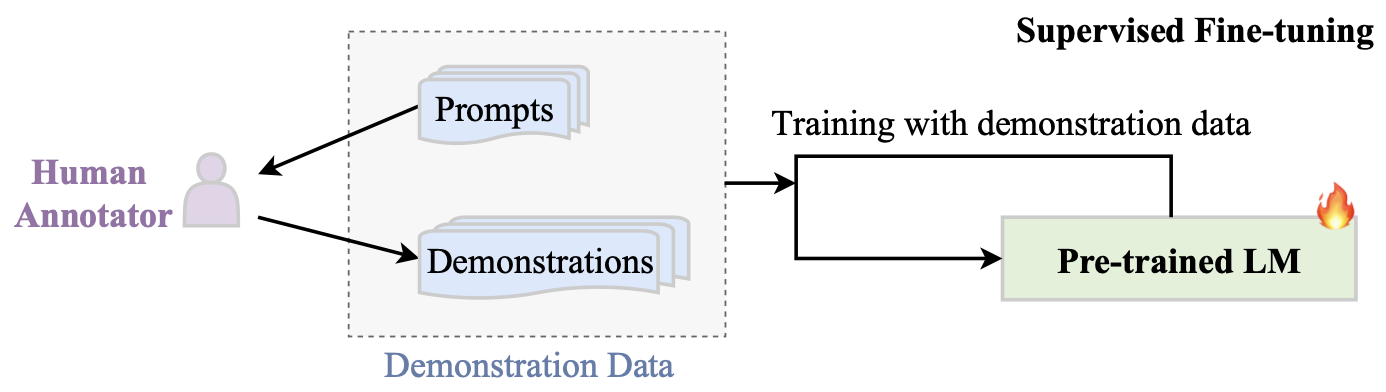 Supervised Fine-tuning
Prompts
Training with demonstration data
Human
Annotator
Demonstrations
Pre-trained LM
Demonstration Data